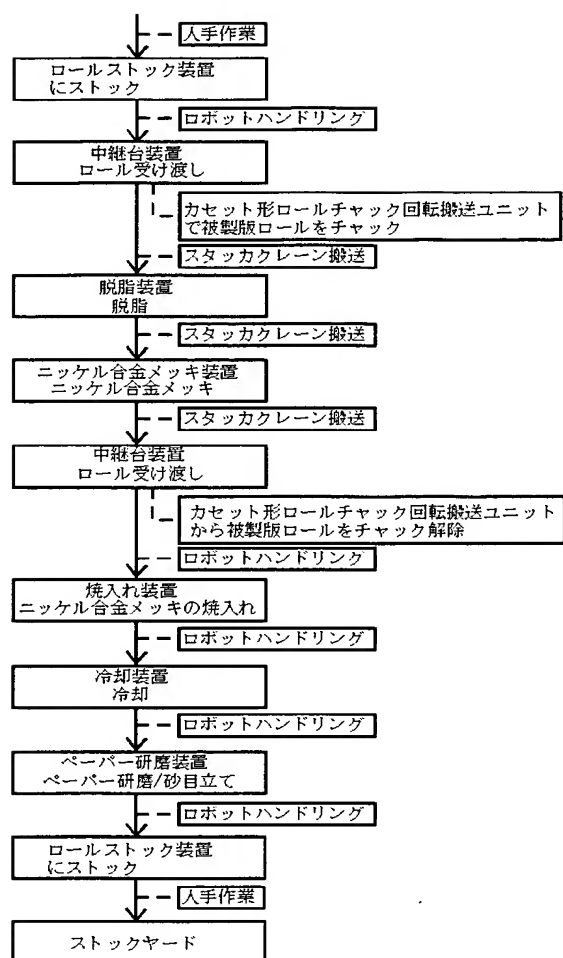 人手作業
ロールストック装置
にストック
ロボットハンドリング
中継台装置
ロール受け渡し
カセット形ロールチャック回転搬送ユニット
で被製版ロールをチャック
スタッカクレーン搬送
脱脂装置
脱脂
スタッカクレーン搬送
ニッケル合金メッキ装置
ニッケル合金メッキ
スタッカクレーン搬送
中継台装置
ロール受け渡し
カセット形ロールチャック回転搬送ユニット
から被製版ロールをチャック解除
ロボットハンドリング
焼入れ装置
ニッケル合金メッキの焼入れ
ロボットハンドリング
冷却装置
冷却
ロボットハンドリング
ペーパー研磨装置
ペーパー研磨/砂目立て
ロボットハンドリング
ロールストック装置
にストック
人手作業
ストックヤード